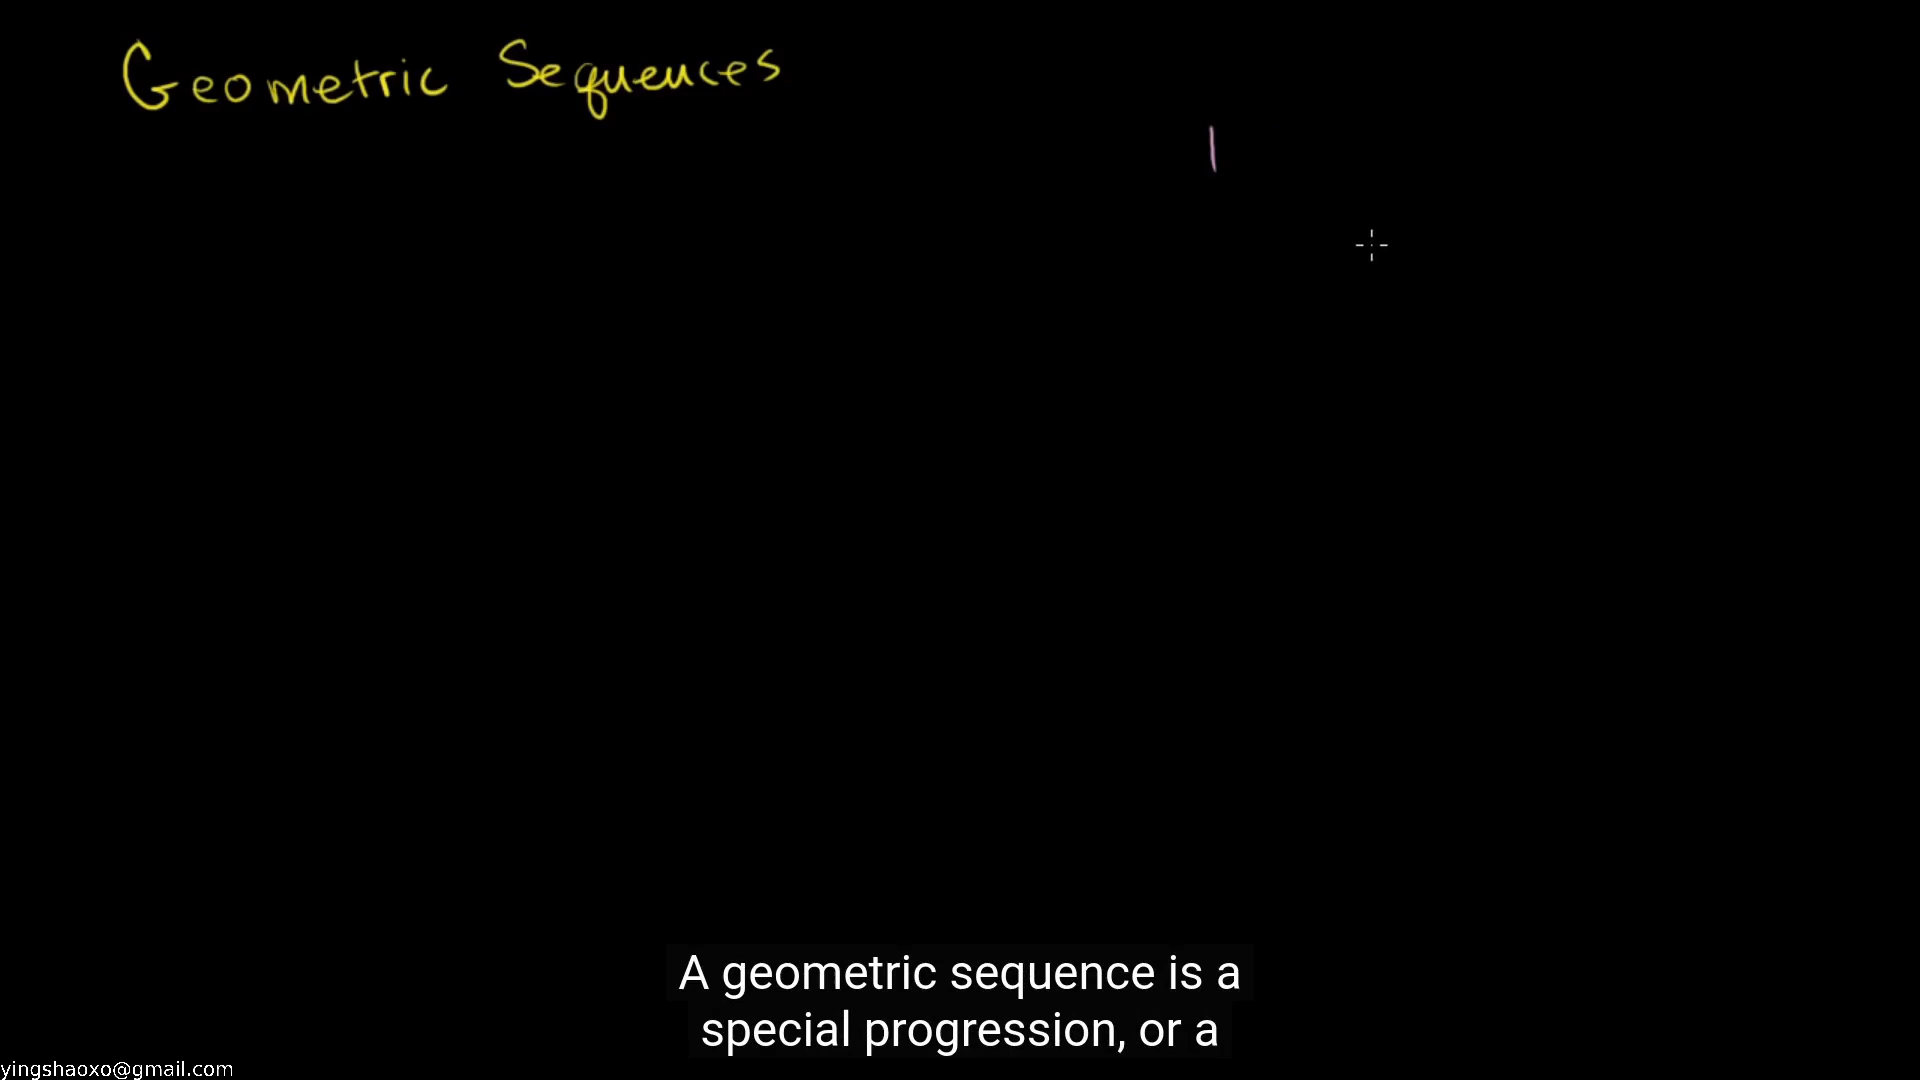 Geometric Sequences
1
A geometric sequence is a
special progression, or a
yingshaoxo@gmail.com